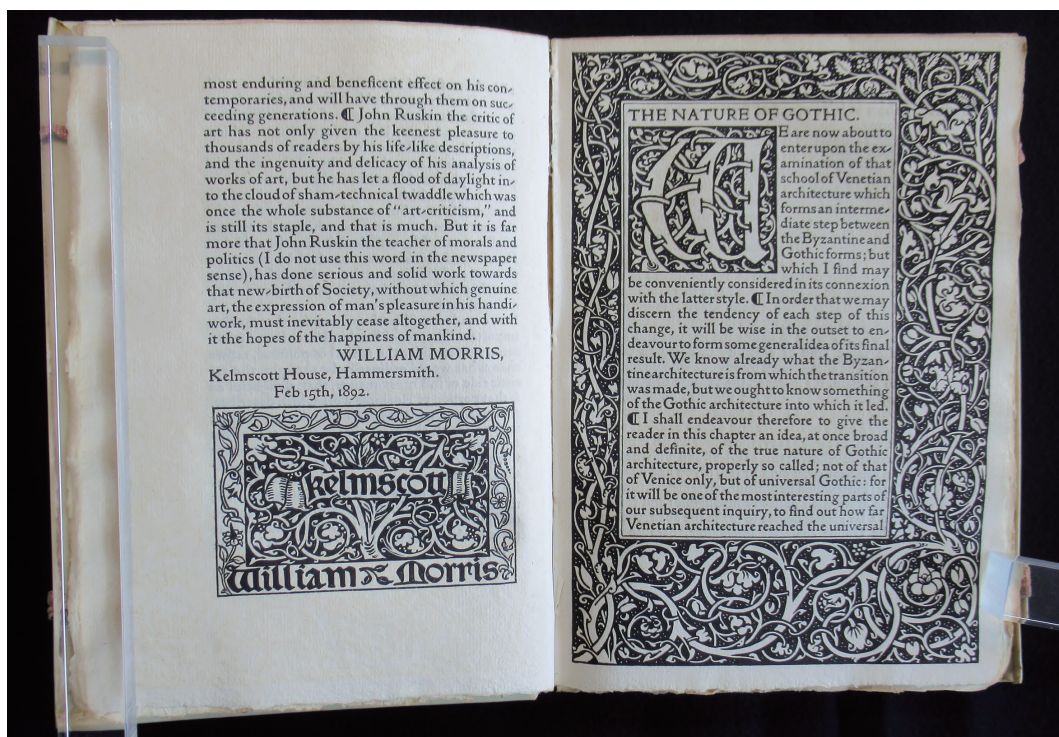 most enduring and beneficent effect on his con-
temporaries, and will have through them on suc-
ceeding generations. ¶ John Ruskin the critic of
art has not only given the keenest pleasure to
thousands of readers by his life-like descriptions,
and the ingenuity and delicacy of his analysis of
works of art, but he has let a flood of daylight in-
to the cloud of sham-technical twaddle which was
once the whole substance of "art-criticism," and
is still its staple, and that is much. But it is far
more that John Ruskin the teacher of morals and
politics (I do not use this word in the newspaper
sense), has done serious and solid work towards
that new-birth of Society, without which genuine
art, the expression of man's pleasure in his handi-
work, must inevitably cease altogether, and with
it the hopes of the happiness of mankind.
WILLIAM MORRIS,
Kelmscott House, Hammersmith.
Feb 15th, 1892.
Kelmscott
William Morris
THE NATURE OF GOTHIC.
WE are now about to
enter upon the ex-
amination of that
school of Venetian
architecture which
forms an interme-
diate step between
the Byzantine and
Gothic forms; but
which I find may
be conveniently considered in its connexion
with the latter style. ¶ In order that we may
discern the tendency of each step of this
change, it will be wise in the outset to en-
deavour to form some general idea of its final
result. We know already what the Byzan-
tine architecture is from which the transition
was made, but we ought to know something
of the Gothic architecture into which it led.
¶ I shall endeavour therefore to give the
reader in this chapter an idea, at once broad
and definite, of the true nature of Gothic
architecture, properly so called; not of that
of Venice only, but of universal Gothic: for
it will be one of the most interesting parts of
our subsequent inquiry, to find out how far
Venetian architecture reached the universal